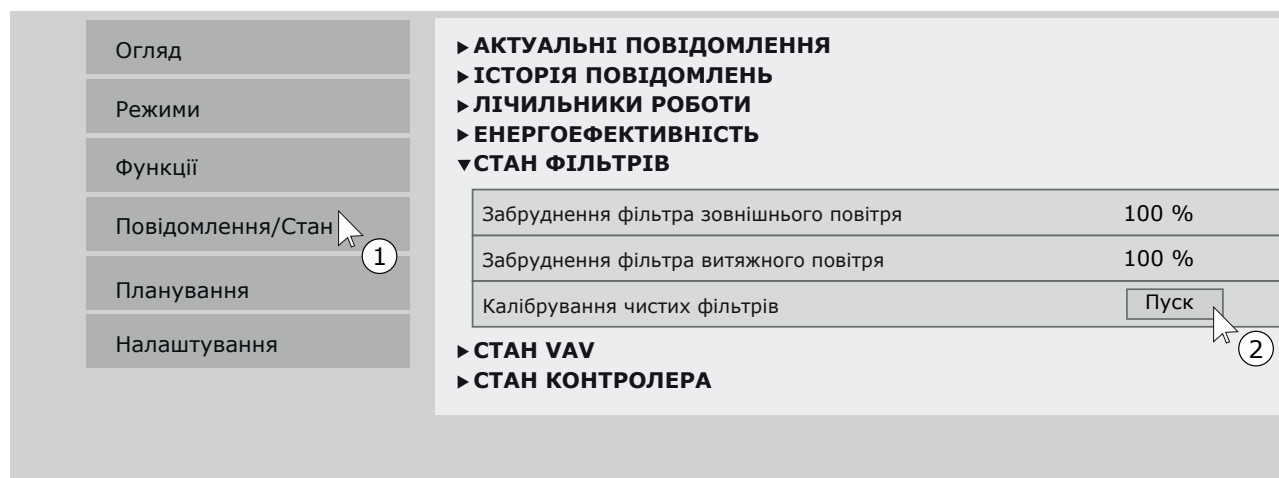 Огляд
Режими
Функції
Повідомлення/Стан
1
Планування
Налаштування
АКТУАЛЬНІ ПОВІДОМЛЕННЯ
ІСТОРІЯ ПОВІДОМЛЕНЬ
ЛІЧИЛЬНИКИ РОБОТИ
ЕНЕРГОЕФЕКТИВНІСТЬ
СТАН ФІЛЬТРІВ
Забруднення фільтра зовнішнього повітря 100 %
Забруднення фільтра витяжного повітря 100 %
Калібрування чистих фільтрів Пуск
2
СТАН VAV
СТАН КОНТРОЛЕРА